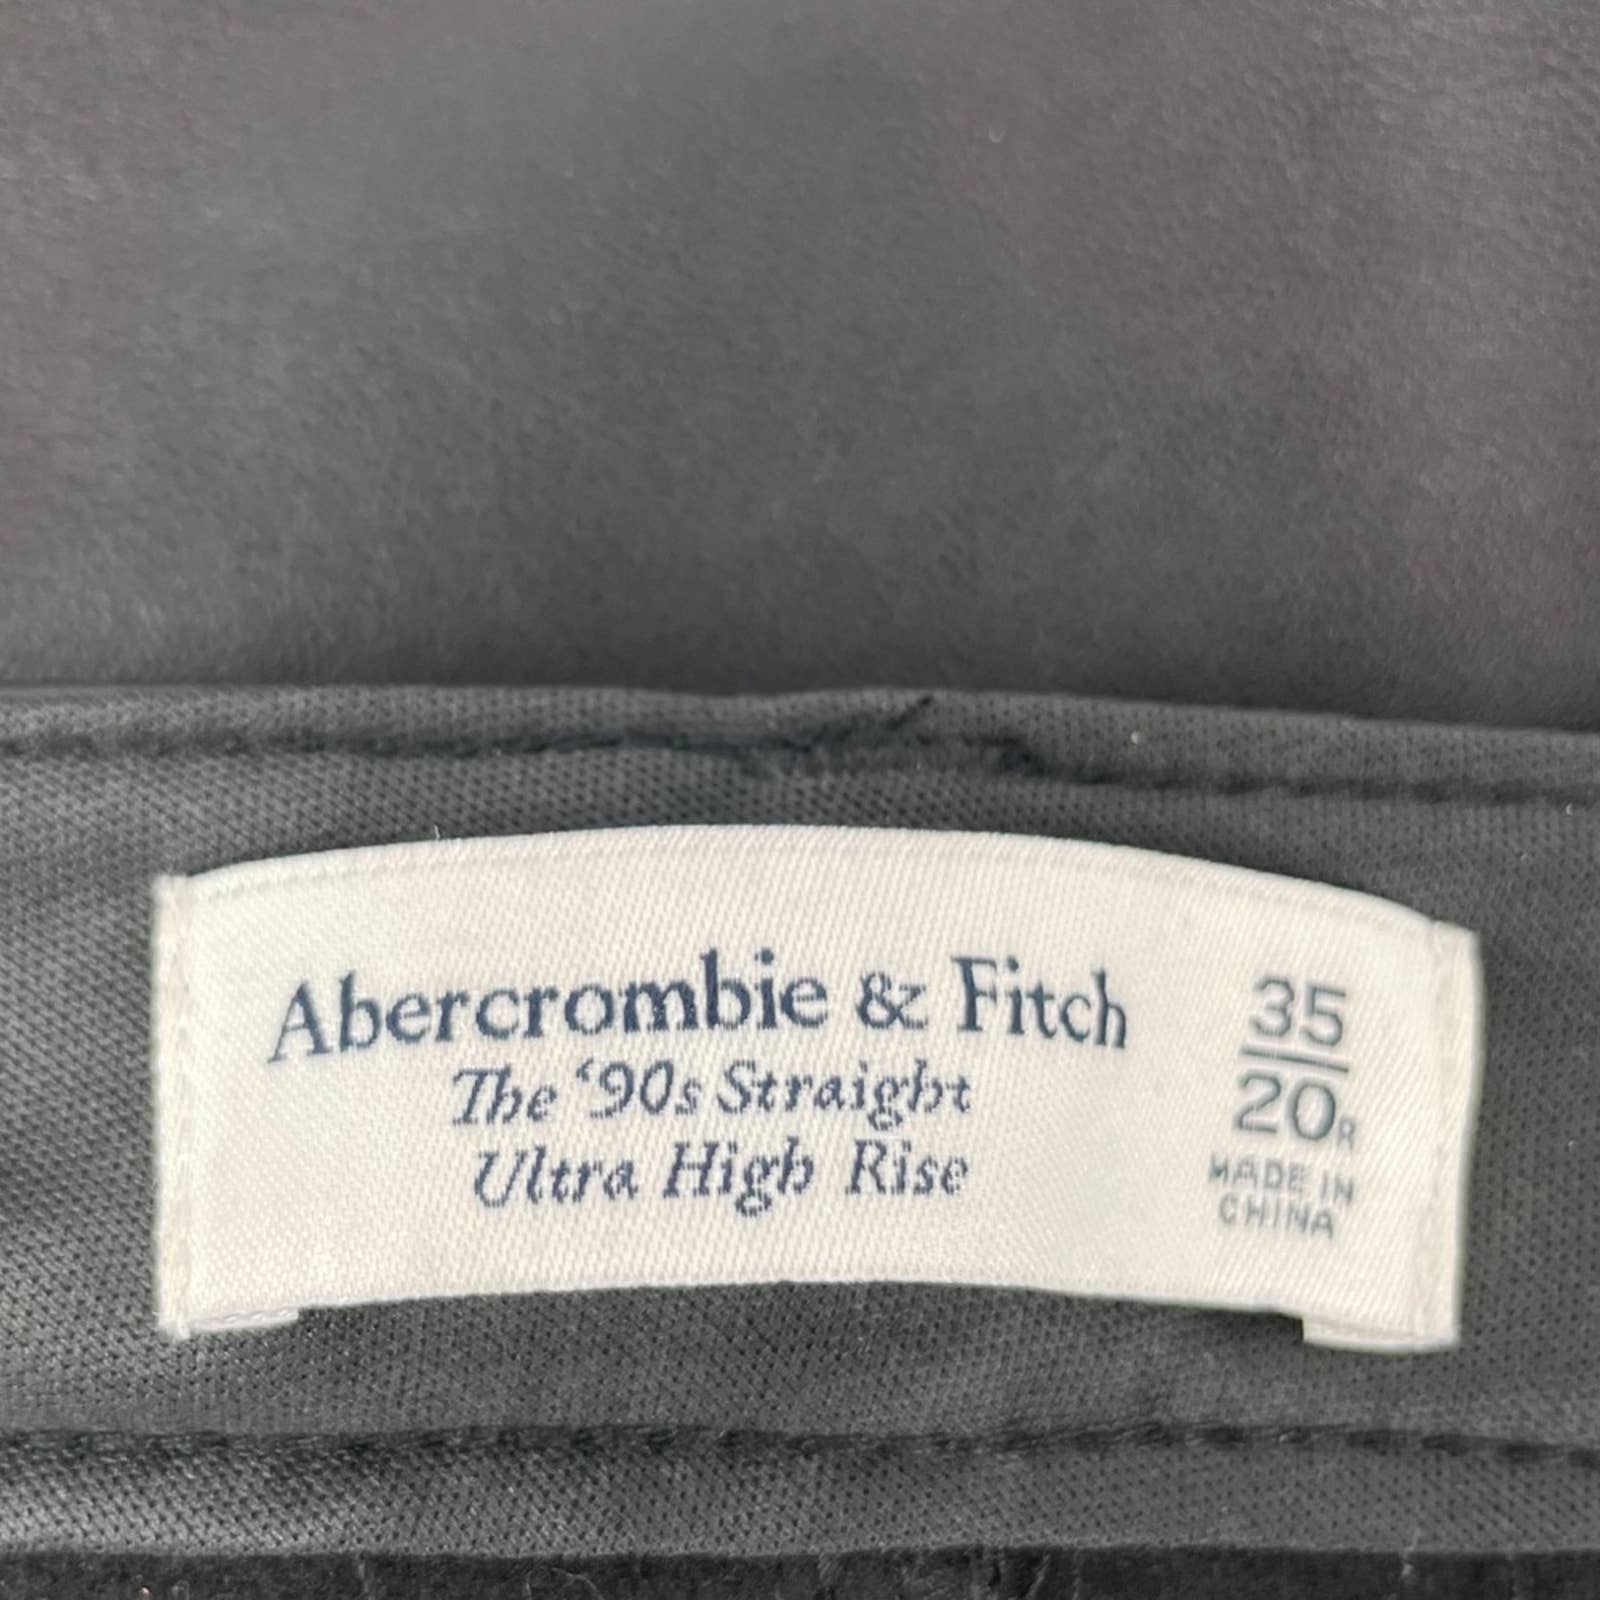 Abercrombie & Fitch
The ‘90s Straight
Ultra High Rise
35
20R
MADE IN
CHINA